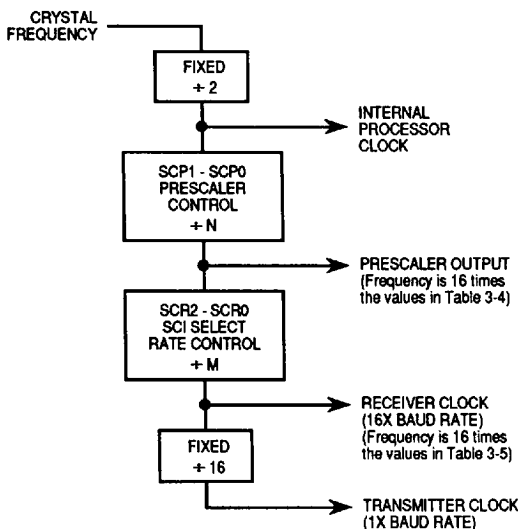 CRYSTAL
FREQUENCY
FIXED
÷ 2
INTERNAL
PROCESSOR
CLOCK
SCP1 - SCP0
PRESCALER
CONTROL
÷ N
PRESCALER OUTPUT
(Frequency is 16 times
the values in Table 3-4)
SCR2 - SCR0
SCI SELECT
RATE CONTROL
÷ M
RECEIVER CLOCK
(16X BAUD RATE)
(Frequency is 16 times
the values in Table 3-5)
FIXED
÷ 16
TRANSMITTER CLOCK
(1X BAUD RATE)